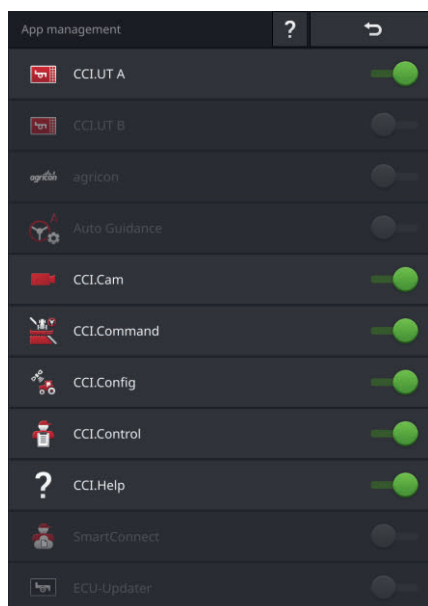 App management
?
CCI.UT A
CCI.UT B
agricon agricon
Auto Guidance
CCI.Cam
CCI.Command
CCI.Config
CCI.Control
? CCI.Help
SmartConnect
ECU-Updater